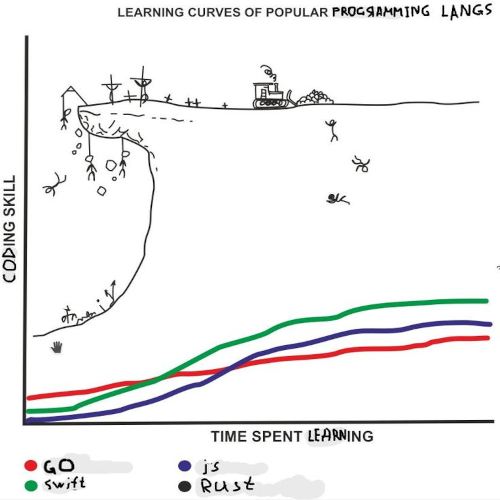 LEARNING CURVES OF POPULAR PROGRAMMING LANGS
CODING SKILL
TIME SPENT LEARNING
GO
js
swift
Rust